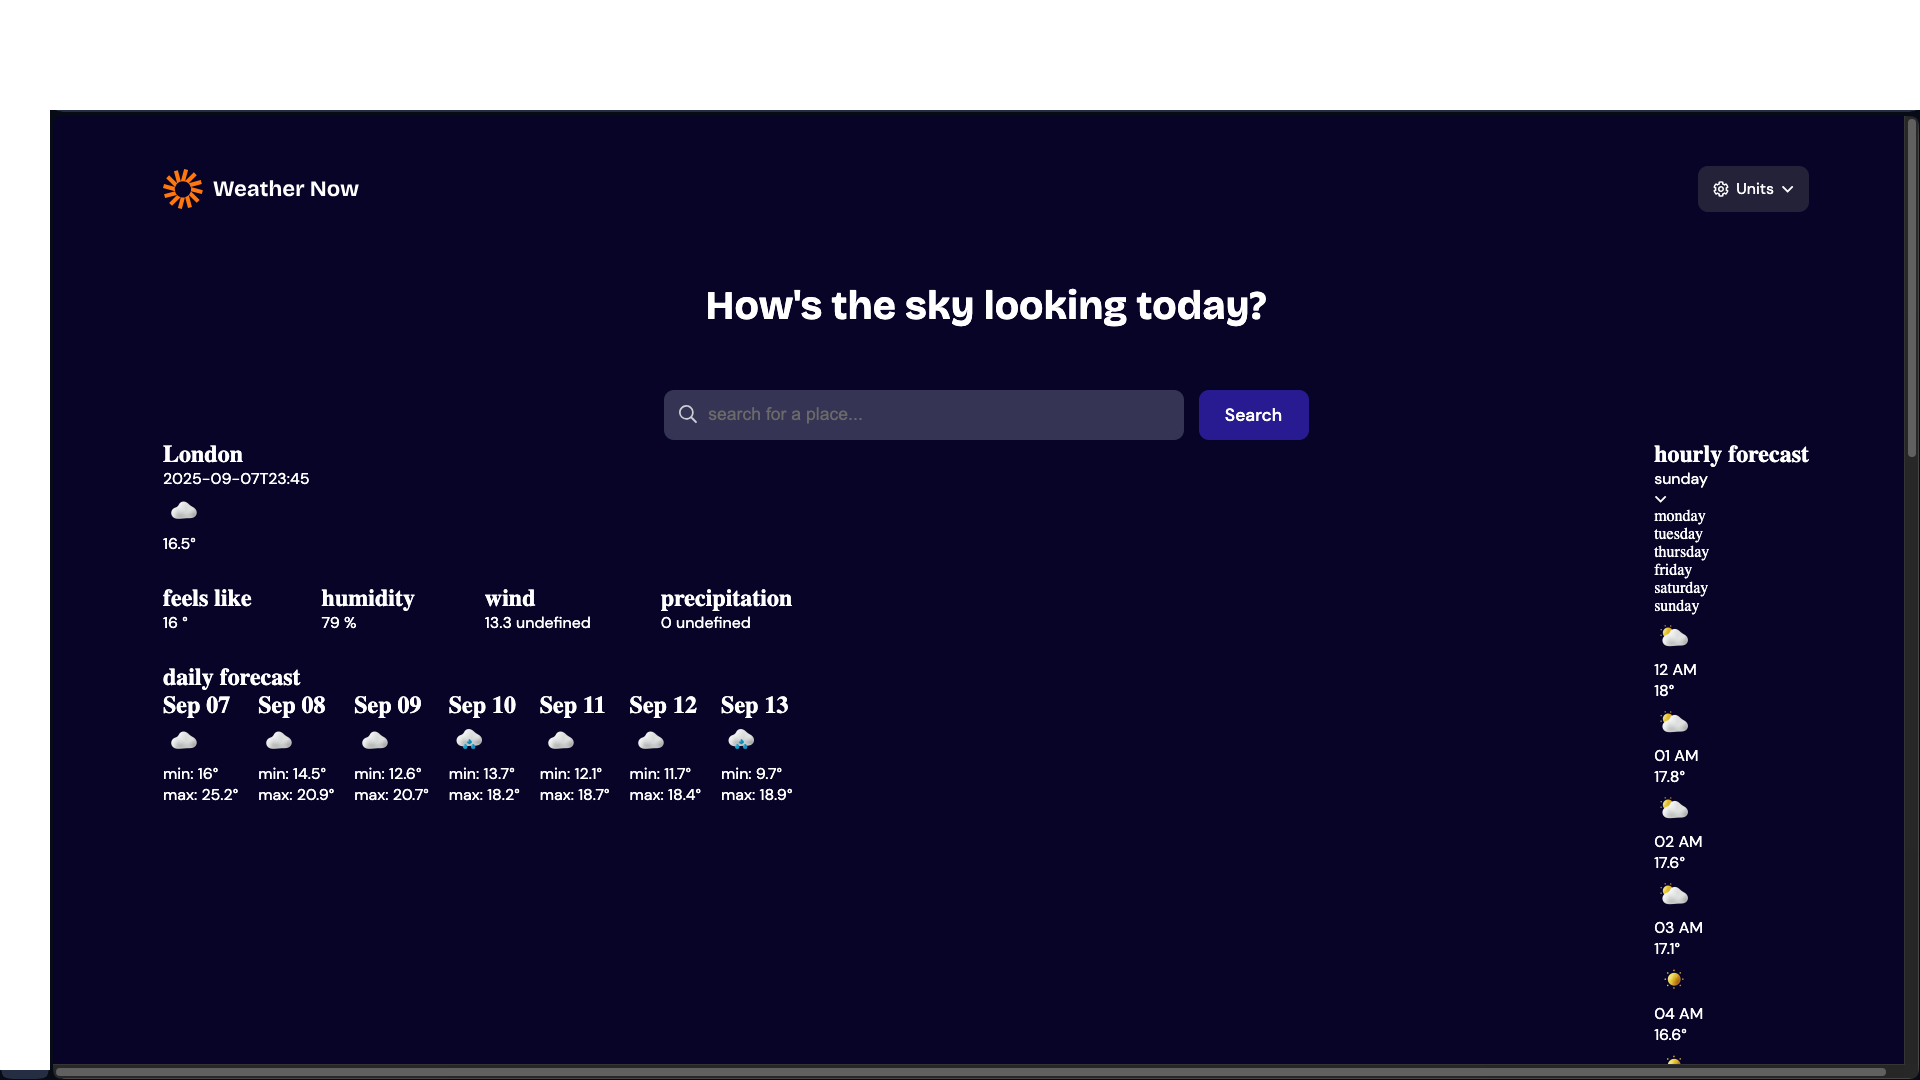 Weather Now
Units
How's the sky looking today?
search for a place...
Search
London
2025-09-07T23:45
16.5°
feels like
16 °
humidity
79 %
wind
13.3 undefined
precipitation
0 undefined
daily forecast
Sep 07
min: 16°
max: 25.2°
Sep 08
min: 14.5°
max: 20.9°
Sep 09
min: 12.6°
max: 20.7°
Sep 10
min: 13.7°
max: 18.2°
Sep 11
min: 12.1°
max: 18.7°
Sep 12
min: 11.7°
max: 18.4°
Sep 13
min: 9.7°
max: 18.9°
hourly forecast
sunday
monday
tuesday
thursday
friday
saturday
sunday
12 AM
18°
01 AM
17.8°
02 AM
17.6°
03 AM
17.1°
04 AM
16.6°